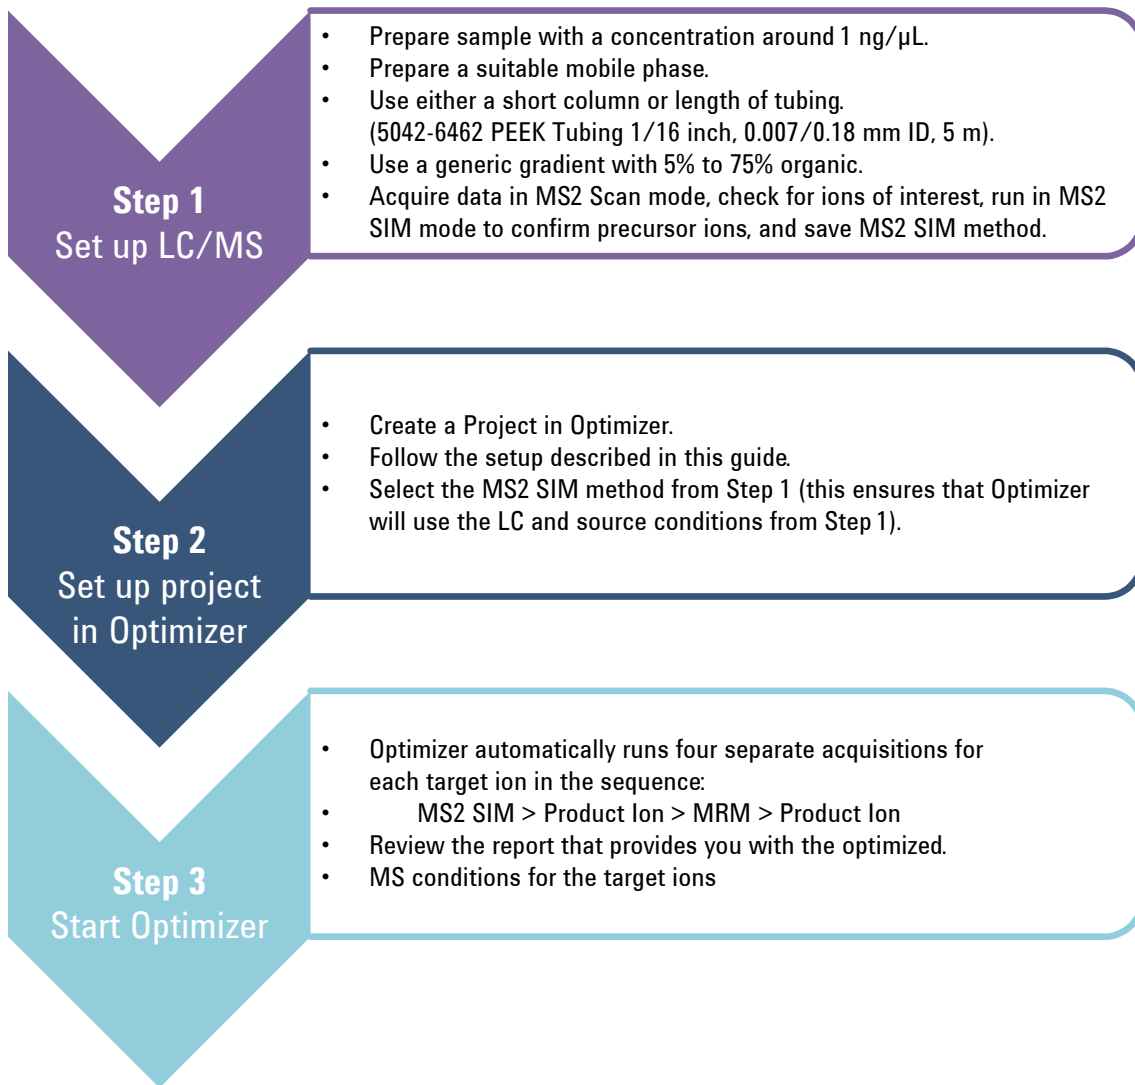 Step 1
Set up LC/MS
• Prepare sample with a concentration around 1 ng/µL.
• Prepare a suitable mobile phase.
• Use either a short column or length of tubing.
(5042-6462 PEEK Tubing 1/16 inch, 0.007/0.18 mm ID, 5 m).
• Use a generic gradient with 5% to 75% organic.
• Acquire data in MS2 Scan mode, check for ions of interest, run in MS2
SIM mode to confirm precursor ions, and save MS2 SIM method.
Step 2
Set up project
in Optimizer
• Create a Project in Optimizer.
• Follow the setup described in this guide.
• Select the MS2 SIM method from Step 1 (this ensures that Optimizer
will use the LC and source conditions from Step 1).
Step 3
Start Optimizer
• Optimizer automatically runs four separate acquisitions for
each target ion in the sequence:
• MS2 SIM > Product Ion > MRM > Product Ion
• Review the report that provides you with the optimized.
• MS conditions for the target ions